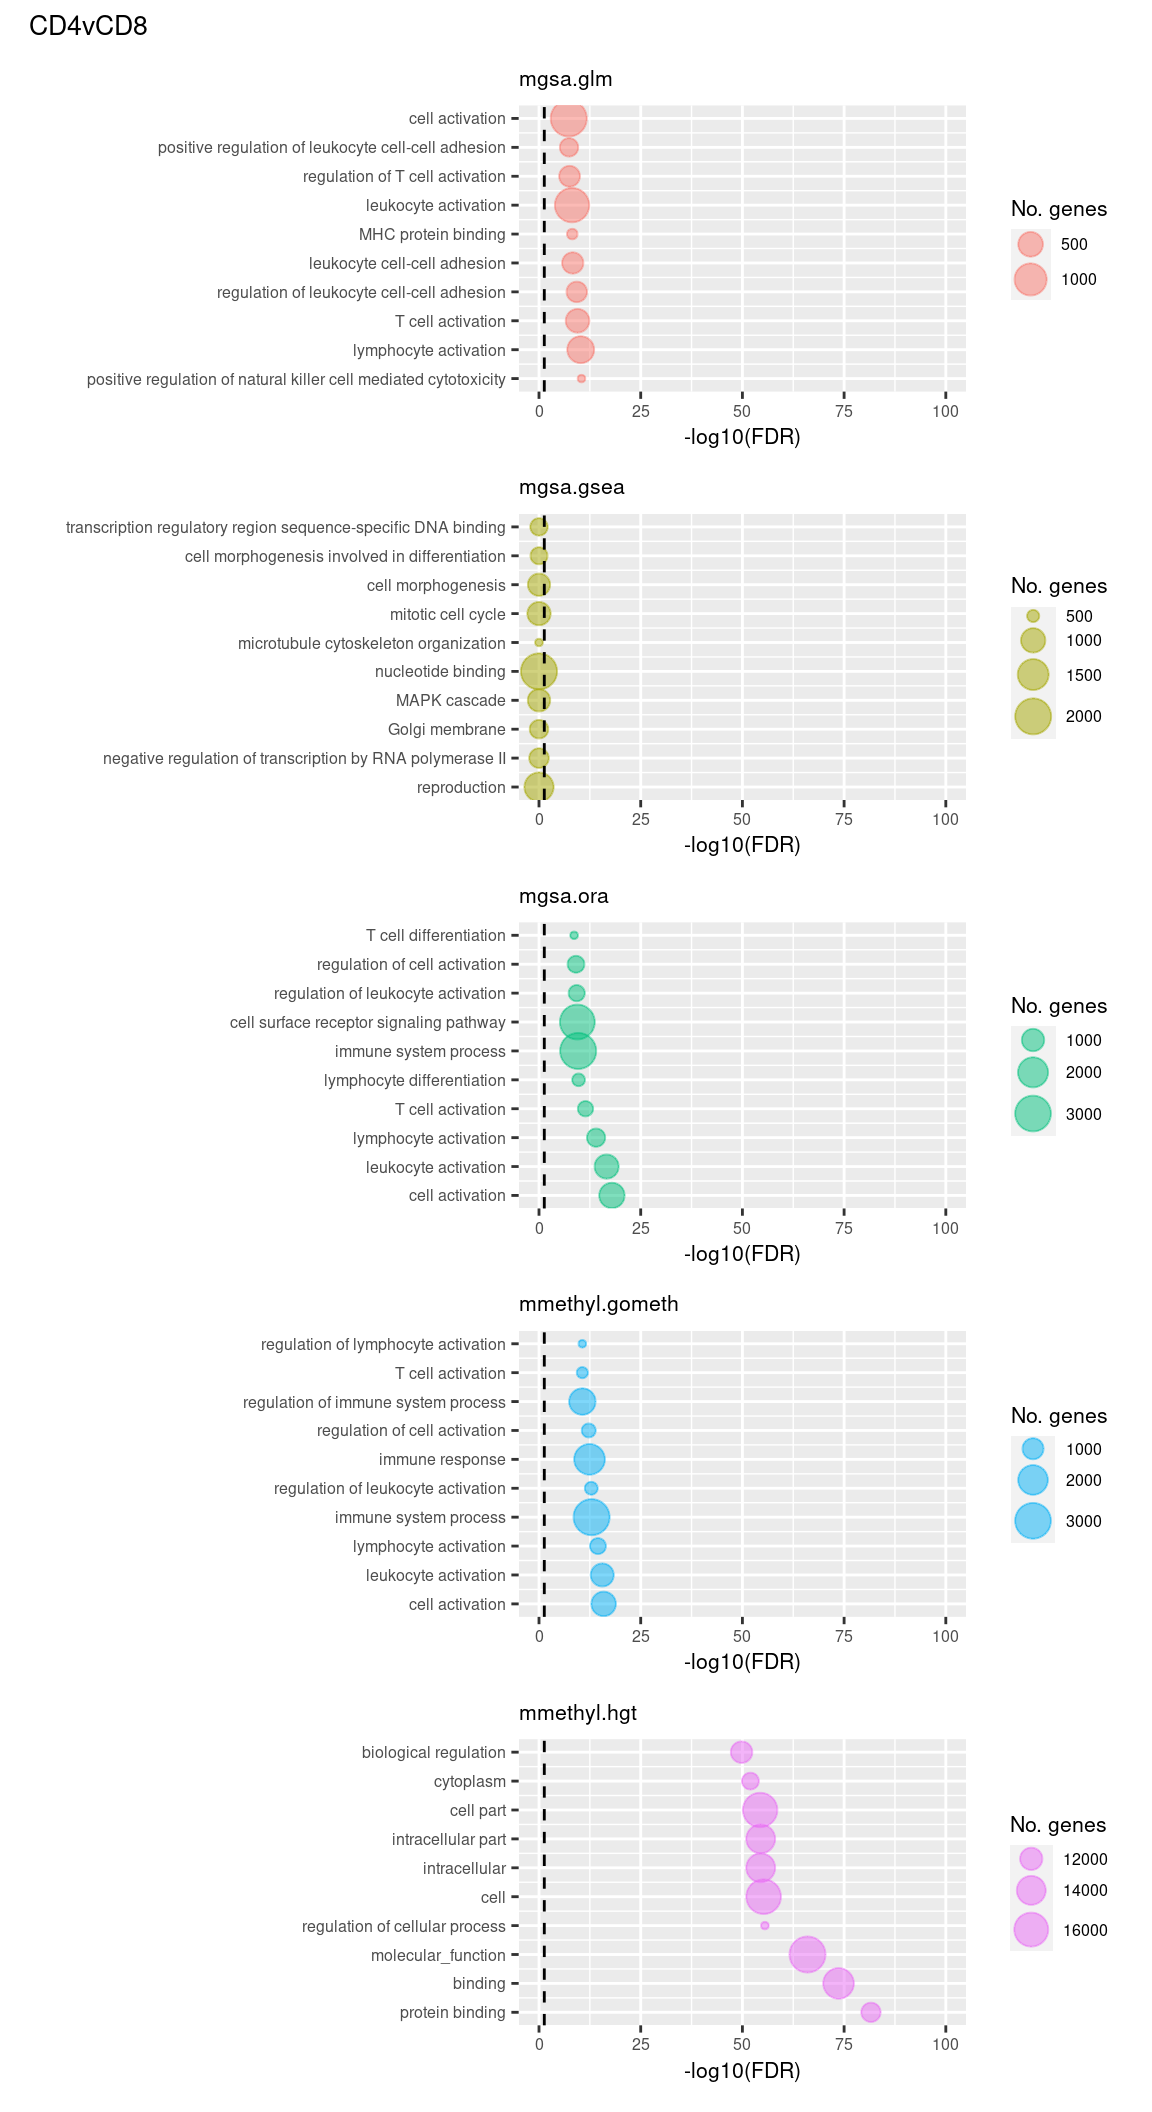 CD4vCD8
mgsa.glm
cell activation
positive regulation of leukocyte cell-cell adhesion
regulation of T cell activation
leukocyte activation
MHC protein binding
leukocyte cell-cell adhesion
regulation of leukocyte cell-cell adhesion
T cell activation
lymphocyte activation
positive regulation of natural killer cell mediated cytotoxicity
0 25 50 75 100
-log10(FDR)
No. genes
500
1000
mgsa.gsea
transcription regulatory region sequence-specific DNA binding
cell morphogenesis involved in differentiation
cell morphogenesis
mitotic cell cycle
microtubule cytoskeleton organization
nucleotide binding
MAPK cascade
Golgi membrane
negative regulation of transcription by RNA polymerase II
reproduction
0 25 50 75 100
-log10(FDR)
No. genes
500
1000
1500
2000
mgsa.ora
T cell differentiation
regulation of cell activation
regulation of leukocyte activation
cell surface receptor signaling pathway
immune system process
lymphocyte differentiation
T cell activation
lymphocyte activation
leukocyte activation
cell activation
0 25 50 75 100
-log10(FDR)
No. genes
1000
2000
3000
mmethyl.gometh
regulation of lymphocyte activation
T cell activation
regulation of immune system process
regulation of cell activation
immune response
regulation of leukocyte activation
immune system process
lymphocyte activation
leukocyte activation
cell activation
0 25 50 75 100
-log10(FDR)
No. genes
1000
2000
3000
mmethyl.hgt
biological regulation
cytoplasm
cell part
intracellular part
intracellular
cell
regulation of cellular process
molecular_function
binding
protein binding
0 25 50 75 100
-log10(FDR)
No. genes
12000
14000
16000